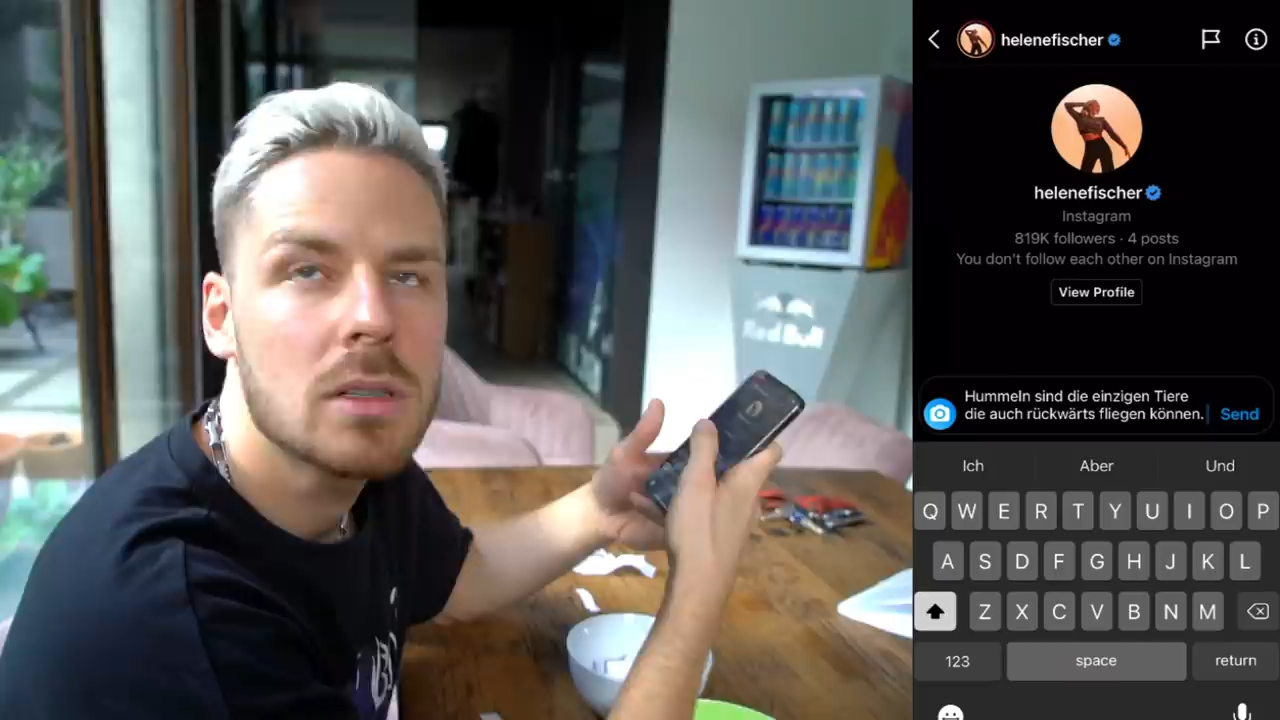 Red Bull
helenefischer
helenefischer
Instagram
819K followers · 4 posts
You don't follow each other on Instagram
View Profile
Hummeln sind die einzigen Tiere
die auch rückwärts fliegen können.
Send
Ich Aber Und
Q W E R T Y U I O P
A S D F G H J K L
Z X C V B N M
123 space return